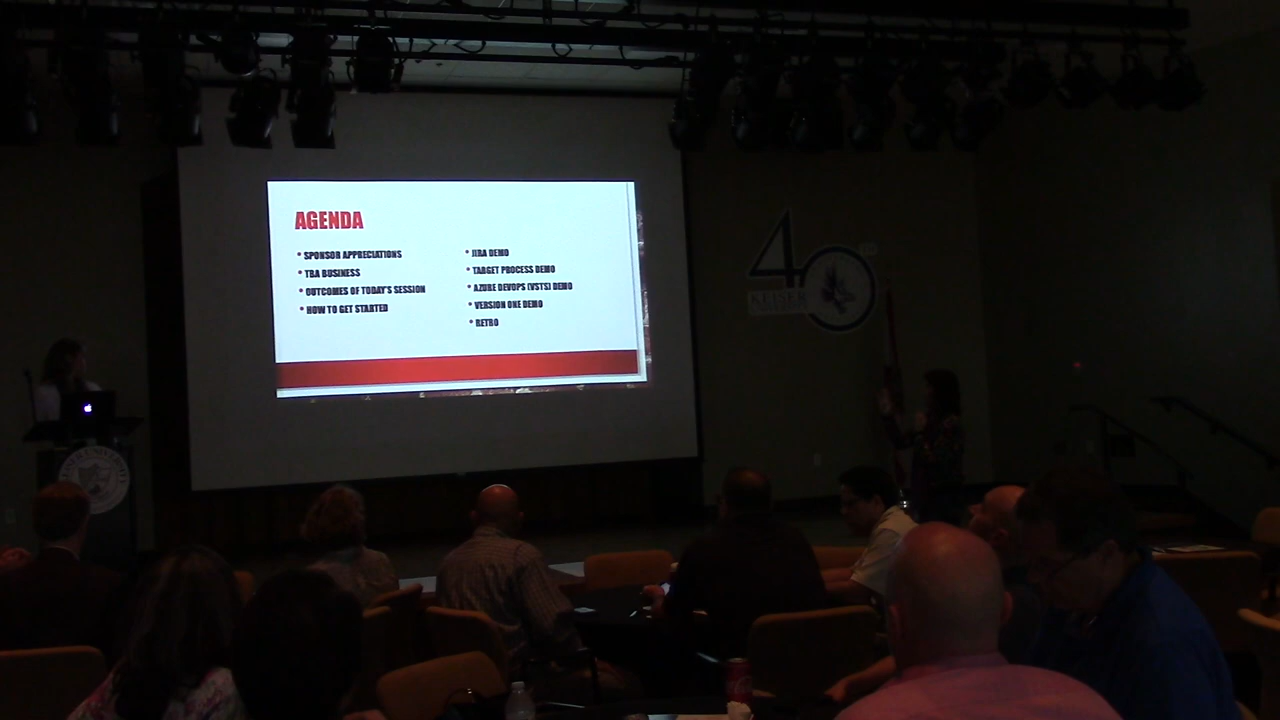 AGENDA
• SPONSOR APPRECIATIONS
• TBA BUSINESS
• OUTCOMES OF TODAY'S SESSION
• HOW TO GET STARTED
• JIRA DEMO
• TARGET PROCESS DEMO
• AZURE DEVOPS (VSTS) DEMO
• VERSION ONE DEMO
• RETRO
40
KEISER